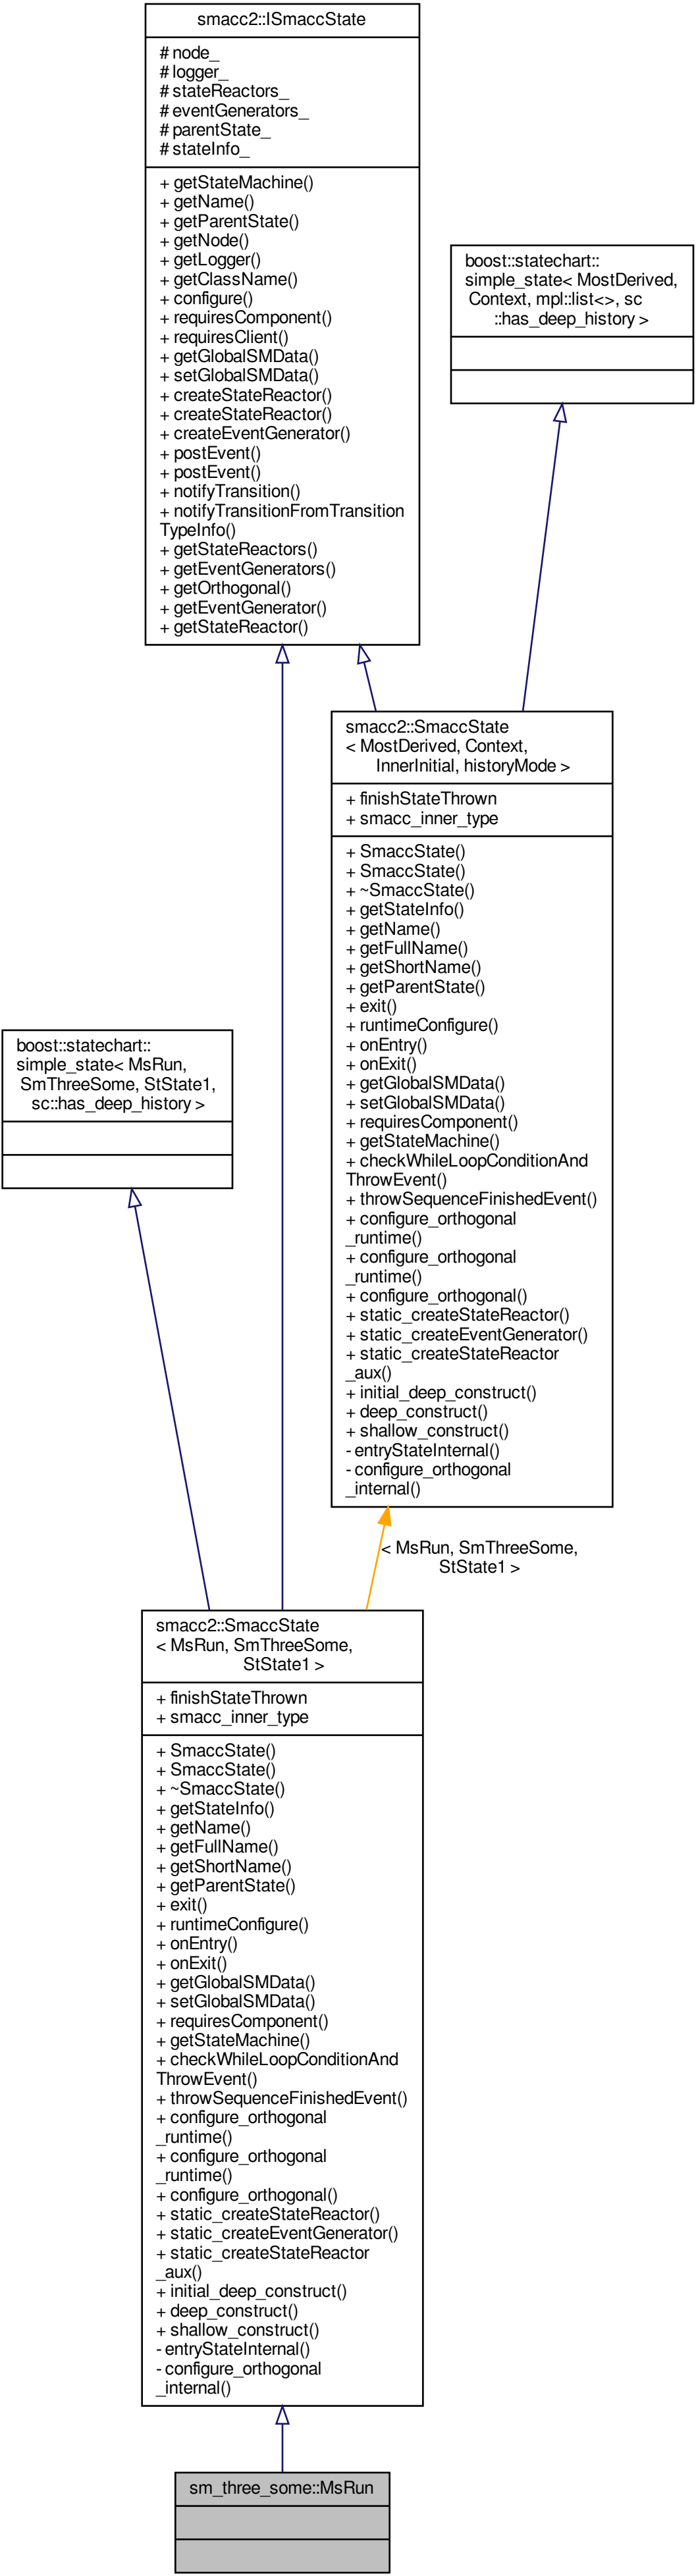 smacc2::ISmaccState
# node_
# logger_
# stateReactors_
# eventGenerators_
# parentState_
# stateInfo_
+ getStateMachine()
+ getName()
+ getParentState()
+ getNode()
+ getLogger()
+ getClassName()
+ configure()
+ requiresComponent()
+ requiresClient()
+ getGlobalSMData()
+ setGlobalSMData()
+ createStateReactor()
+ createStateReactor()
+ createEventGenerator()
+ postEvent()
+ postEvent()
+ notifyTransition()
+ notifyTransitionFromTransition
TypeInfo()
+ getStateReactors()
+ getEventGenerators()
+ getOrthogonal()
+ getEventGenerator()
+ getStateReactor()
boost::statechart::
simple_state< MostDerived,
Context, mpl::list<>, sc
::has_deep_history >
smacc2::SmaccState
< MostDerived, Context,
InnerInitial, historyMode >
+ finishStateThrown
+ smacc_inner_type
+ SmaccState()
+ SmaccState()
+ ~SmaccState()
+ getStateInfo()
+ getName()
+ getFullName()
+ getShortName()
+ getParentState()
+ exit()
+ runtimeConfigure()
+ onEntry()
+ onExit()
+ getGlobalSMData()
+ setGlobalSMData()
+ requiresComponent()
+ getStateMachine()
+ checkWhileLoopConditionAnd
ThrowEvent()
+ throwSequenceFinishedEvent()
+ configure_orthogonal
_runtime()
+ configure_orthogonal
_runtime()
+ configure_orthogonal()
+ static_createStateReactor()
+ static_createEventGenerator()
+ static_createStateReactor
_aux()
+ initial_deep_construct()
+ deep_construct()
+ shallow_construct()
- entryStateInternal()
- configure_orthogonal
_internal()
boost::statechart::
simple_state< MsRun,
SmThreeSome, StState1,
sc::has_deep_history >
< MsRun, SmThreeSome,
StState1 >
smacc2::SmaccState
< MsRun, SmThreeSome,
StState1 >
+ finishStateThrown
+ smacc_inner_type
+ SmaccState()
+ SmaccState()
+ ~SmaccState()
+ getStateInfo()
+ getName()
+ getFullName()
+ getShortName()
+ getParentState()
+ exit()
+ runtimeConfigure()
+ onEntry()
+ onExit()
+ getGlobalSMData()
+ setGlobalSMData()
+ requiresComponent()
+ getStateMachine()
+ checkWhileLoopConditionAnd
ThrowEvent()
+ throwSequenceFinishedEvent()
+ configure_orthogonal
_runtime()
+ configure_orthogonal
_runtime()
+ configure_orthogonal()
+ static_createStateReactor()
+ static_createEventGenerator()
+ static_createStateReactor
_aux()
+ initial_deep_construct()
+ deep_construct()
+ shallow_construct()
- entryStateInternal()
- configure_orthogonal
_internal()
sm_three_some::MsRun